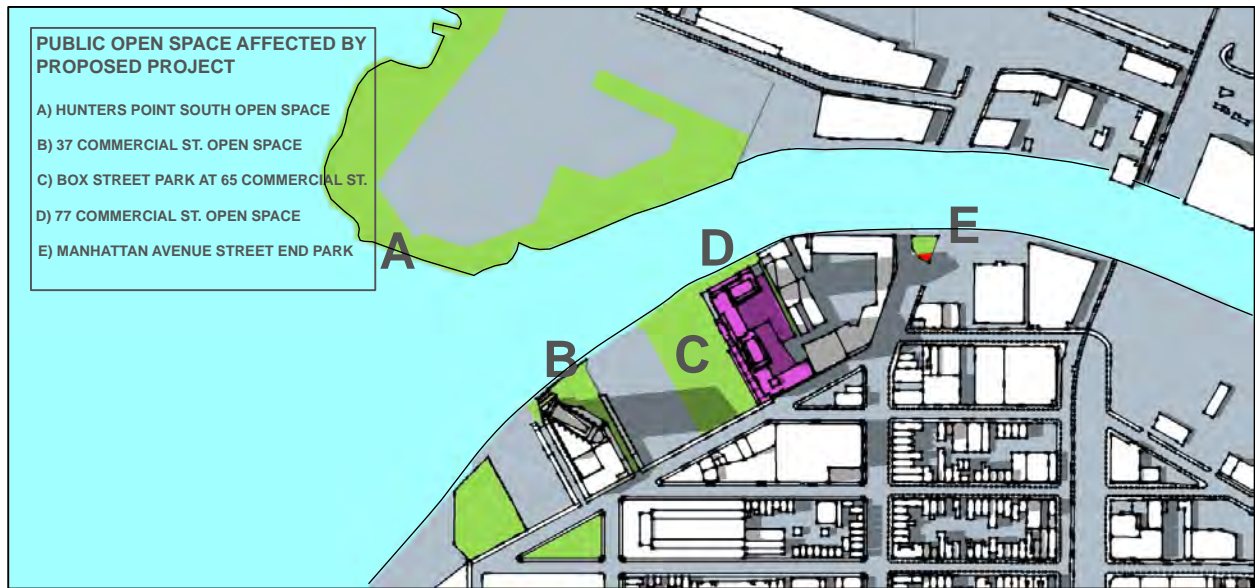 PUBLIC OPEN SPACE AFFECTED BY
PROPOSED PROJECT
A) HUNTERS POINT SOUTH OPEN SPACE
B) 37 COMMERCIAL ST. OPEN SPACE
C) BOX STREET PARK AT 65 COMMERCIAL ST.
D) 77 COMMERCIAL ST. OPEN SPACE
E) MANHATTAN AVENUE STREET END PARK
A
B
C
D
E